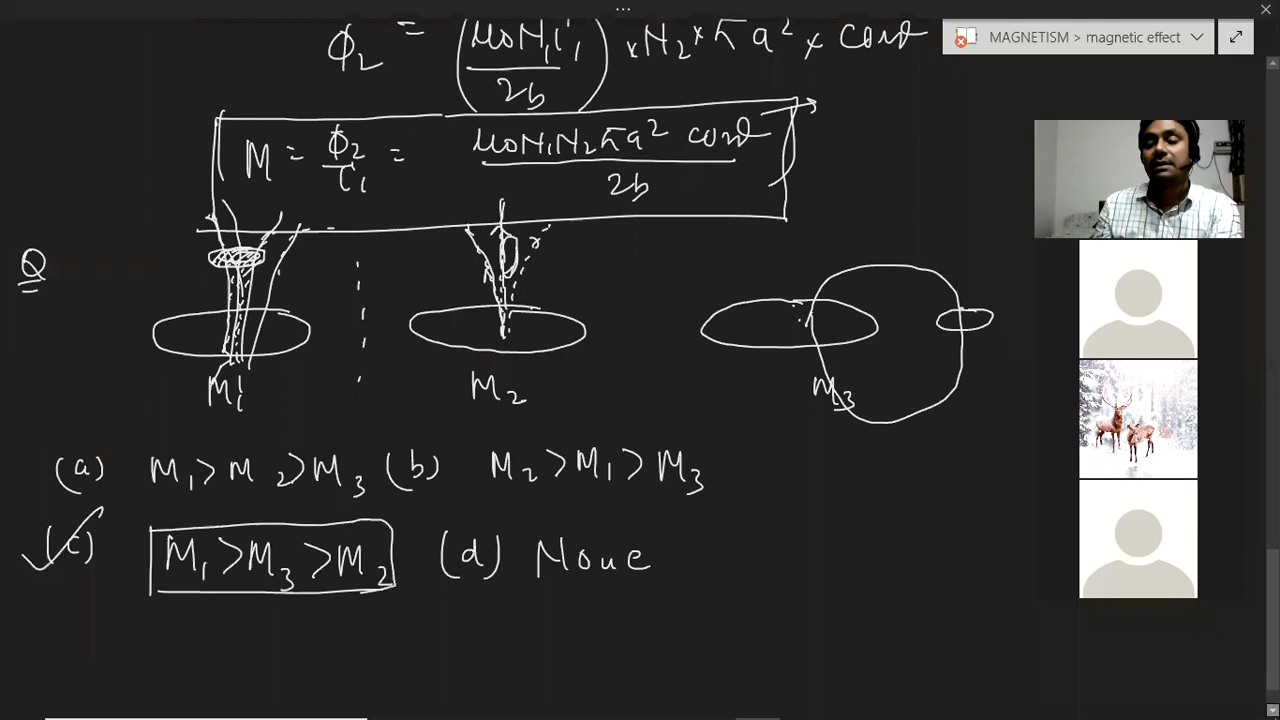 MAGNETISM > magnetic effect
ϕ₂ = (μ₀N₁i₁ / 2b) × N₂ × πa² × cosθ
M = ϕ₂ / i₁ = μ₀N₁N₂πa² cosθ / 2b
Q
M₁ M₂ M₃
(a) M₁ > M₂ > M₃ (b) M₂ > M₁ > M₃
(c) M₁ > M₃ > M₂ (d) None